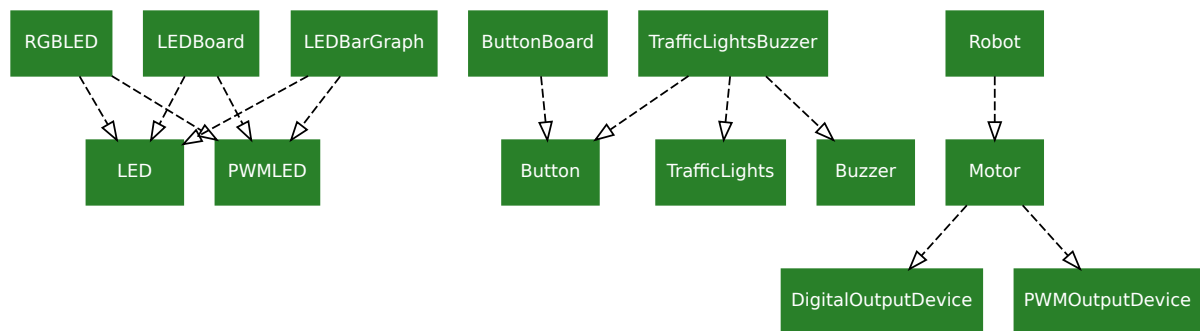 RGBLED
LEDBoard
LEDBarGraph
ButtonBoard
TrafficLightsBuzzer
Robot
LED
PWMLED
Button
TrafficLights
Buzzer
Motor
DigitalOutputDevice
PWMOutputDevice